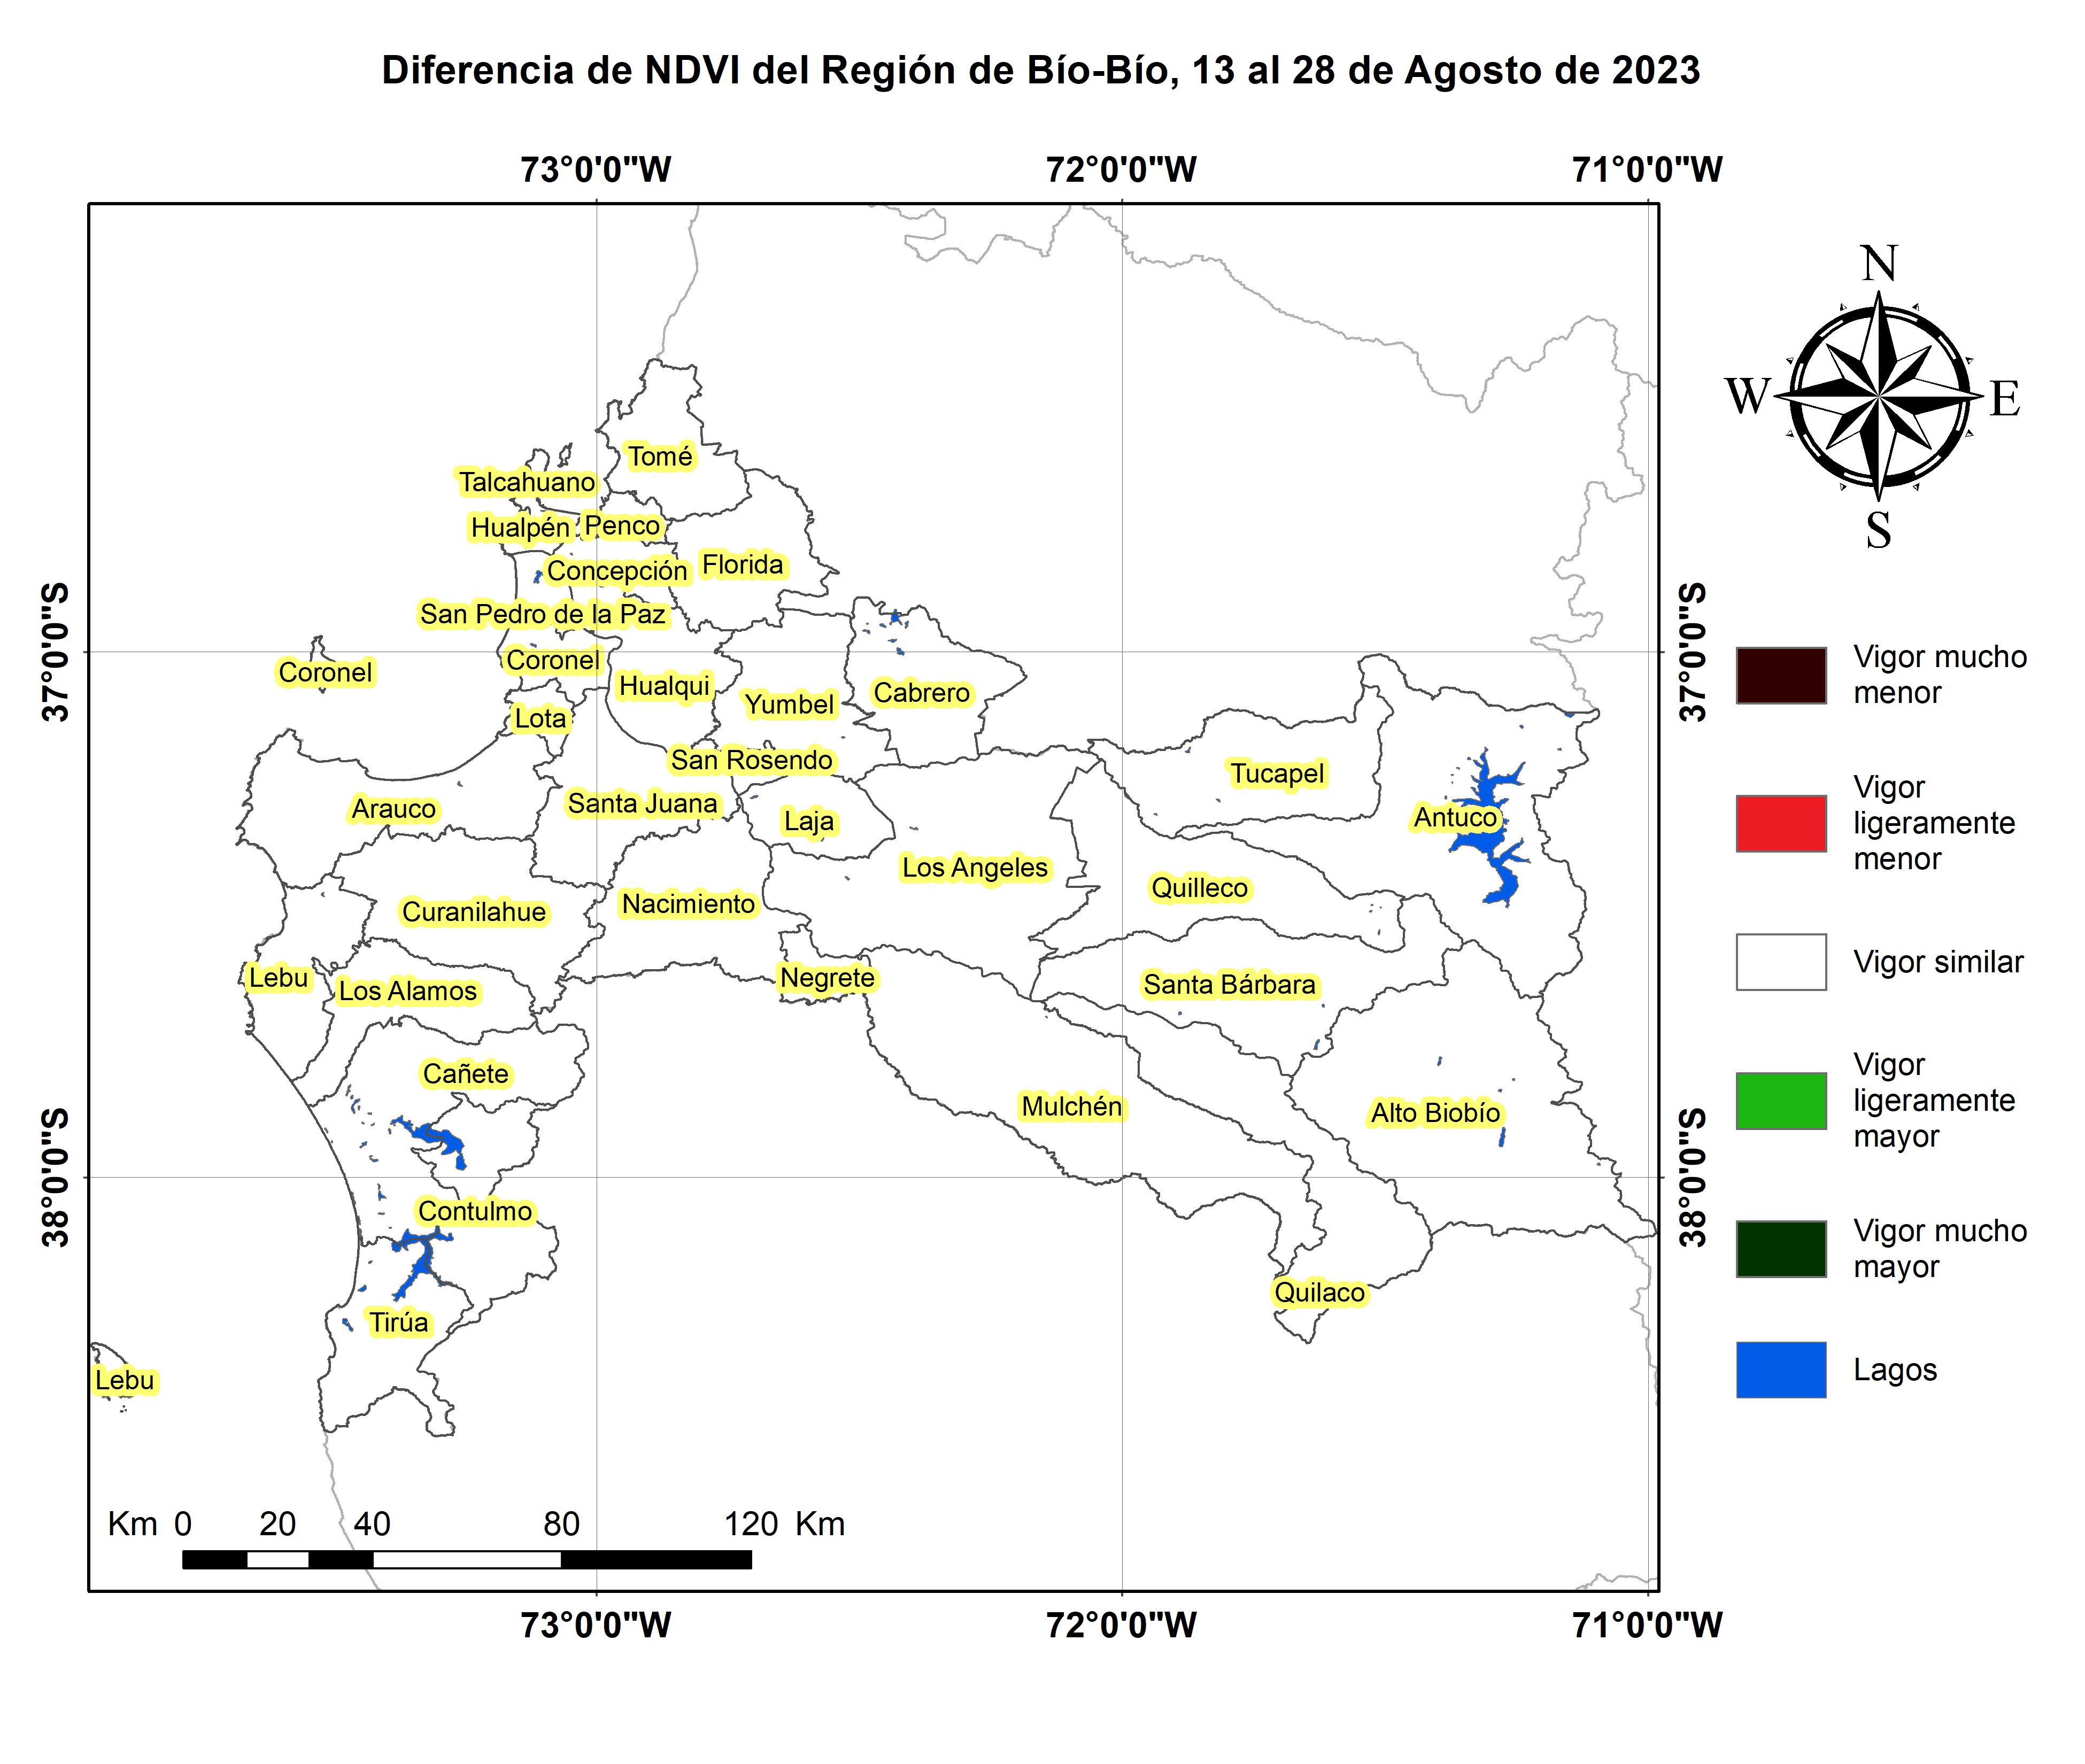 Diferencia de NDVI del Región de Bío-Bío, 13 al 28 de Agosto de 2023
73°0'0"W
72°0'0"W
71°0'0"W
N
W
E
S
37°0'0"S
37°0'0"S
38°0'0"S
38°0'0"S
Tomé
Talcahuano
Hualpén
Penco
Concepción
Florida
San Pedro de la Paz
Coronel
Coronel
Hualqui
Yumbel
Cabrero
Lota
San Rosendo
Tucapel
Arauco
Santa Juana
Laja
Antuco
Los Angeles
Quilleco
Curanilahue
Nacimiento
Lebu
Los Alamos
Negrete
Santa Bárbara
Cañete
Mulchén
Alto Biobío
Contulmo
Quilaco
Tirúa
Lebu
Vigor mucho
menor
Vigor
ligeramente
menor
Vigor similar
Vigor
ligeramente
mayor
Vigor mucho
mayor
Lagos
Km 0 20 40 80 120 Km
73°0'0"W
72°0'0"W
71°0'0"W